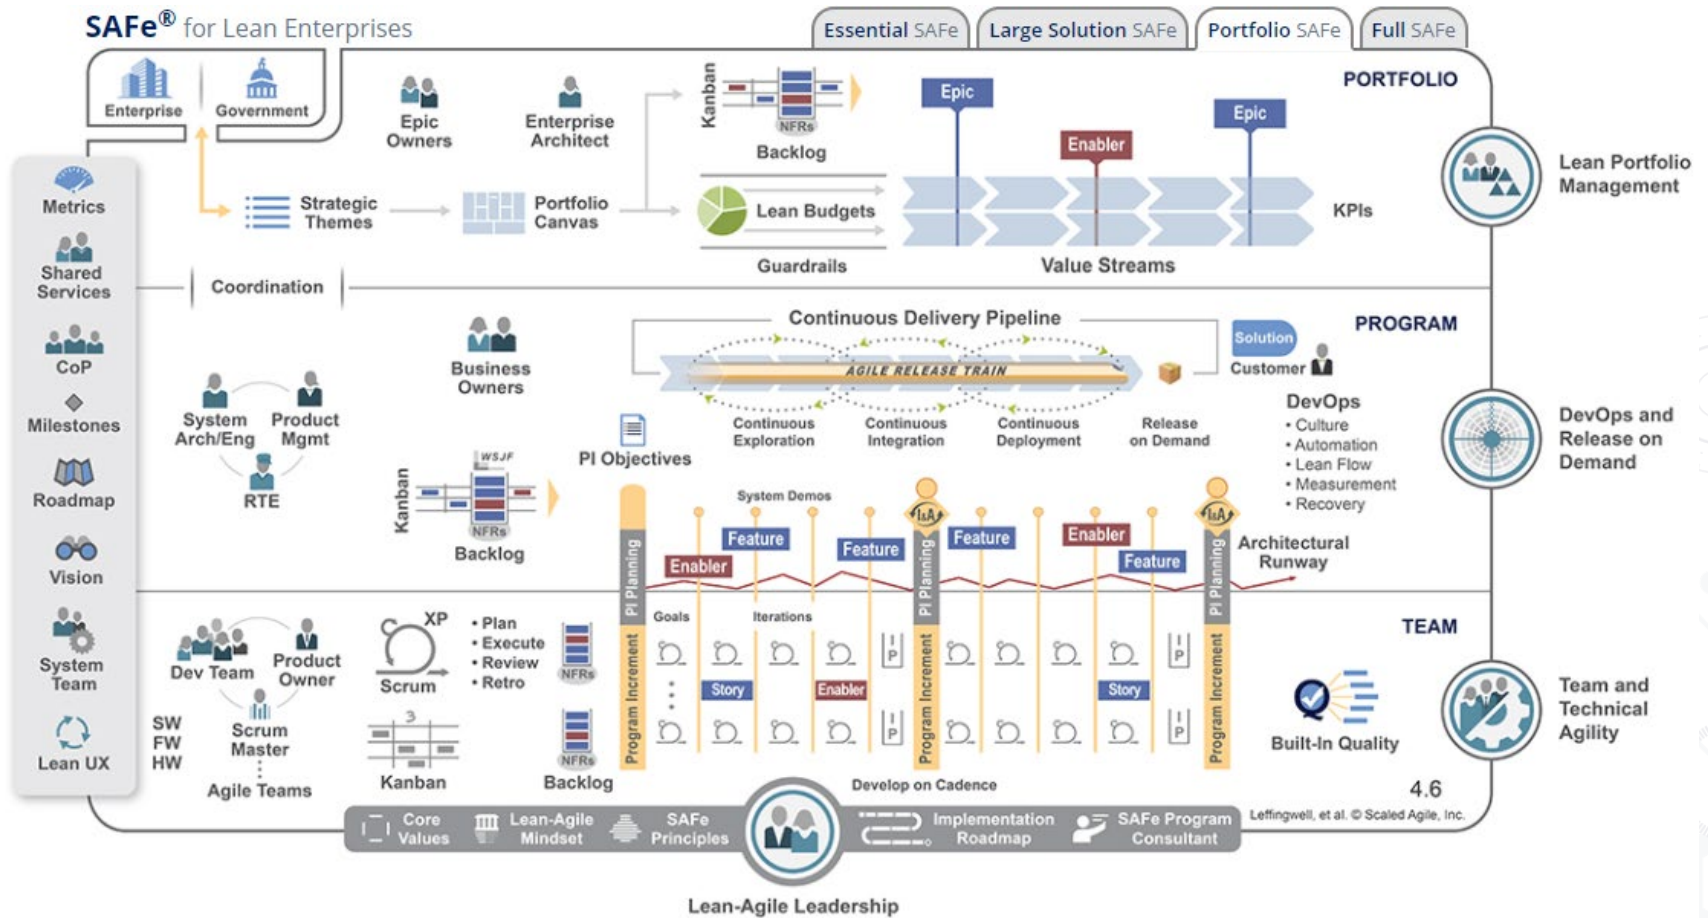 SAFe® for Lean Enterprises
Essential SAFe
Large Solution SAFe
Portfolio SAFe
Full SAFe
Enterprise
Government
Epic
Owners
Enterprise
Architect
Kanban
NFRs
Backlog
Epic
Enabler
Epic
PORTFOLIO
Strategic
Themes
Portfolio
Canvas
Lean Budgets
Guardrails
Value Streams
KPIs
Lean Portfolio
Management
Metrics
Shared
Services
CoP
Milestones
Roadmap
Vision
System
Team
Lean UX
Coordination
Business
Owners
System
Arch/Eng
Product
Mgmt
RTE
Continuous Delivery Pipeline
AGILE RELEASE TRAIN
Continuous
Exploration
Continuous
Integration
Continuous
Deployment
Release
on Demand
Solution
Customer
PROGRAM
DevOps
• Culture
• Automation
• Lean Flow
• Measurement
• Recovery
DevOps and
Release on
Demand
PI Objectives
Kanban
WSJF
NFRs
Backlog
System Demos
I&A
I&A
Enabler
Feature
Feature
Feature
Enabler
Feature
Architectural
Runway
PI Planning
PI Planning
PI Planning
Dev Team
Product
Owner
Scrum
Master
Agile Teams
SW
FW
HW
XP
Scrum
3
Kanban
• Plan
• Execute
• Review
• Retro
NFRs
NFRs
Backlog
Program Increment
Goals
Iterations
Story
Enabler
I
P
I
P
Program Increment
Story
I
P
I
P
Program Increment
TEAM
Built-In Quality
Team and
Technical
Agility
Develop on Cadence
4.6
Leffingwell, et al. © Scaled Agile, Inc.
Core
Values
Lean-Agile
Mindset
SAFe
Principles
Implementation
Roadmap
SAFe Program
Consultant
Lean-Agile Leadership